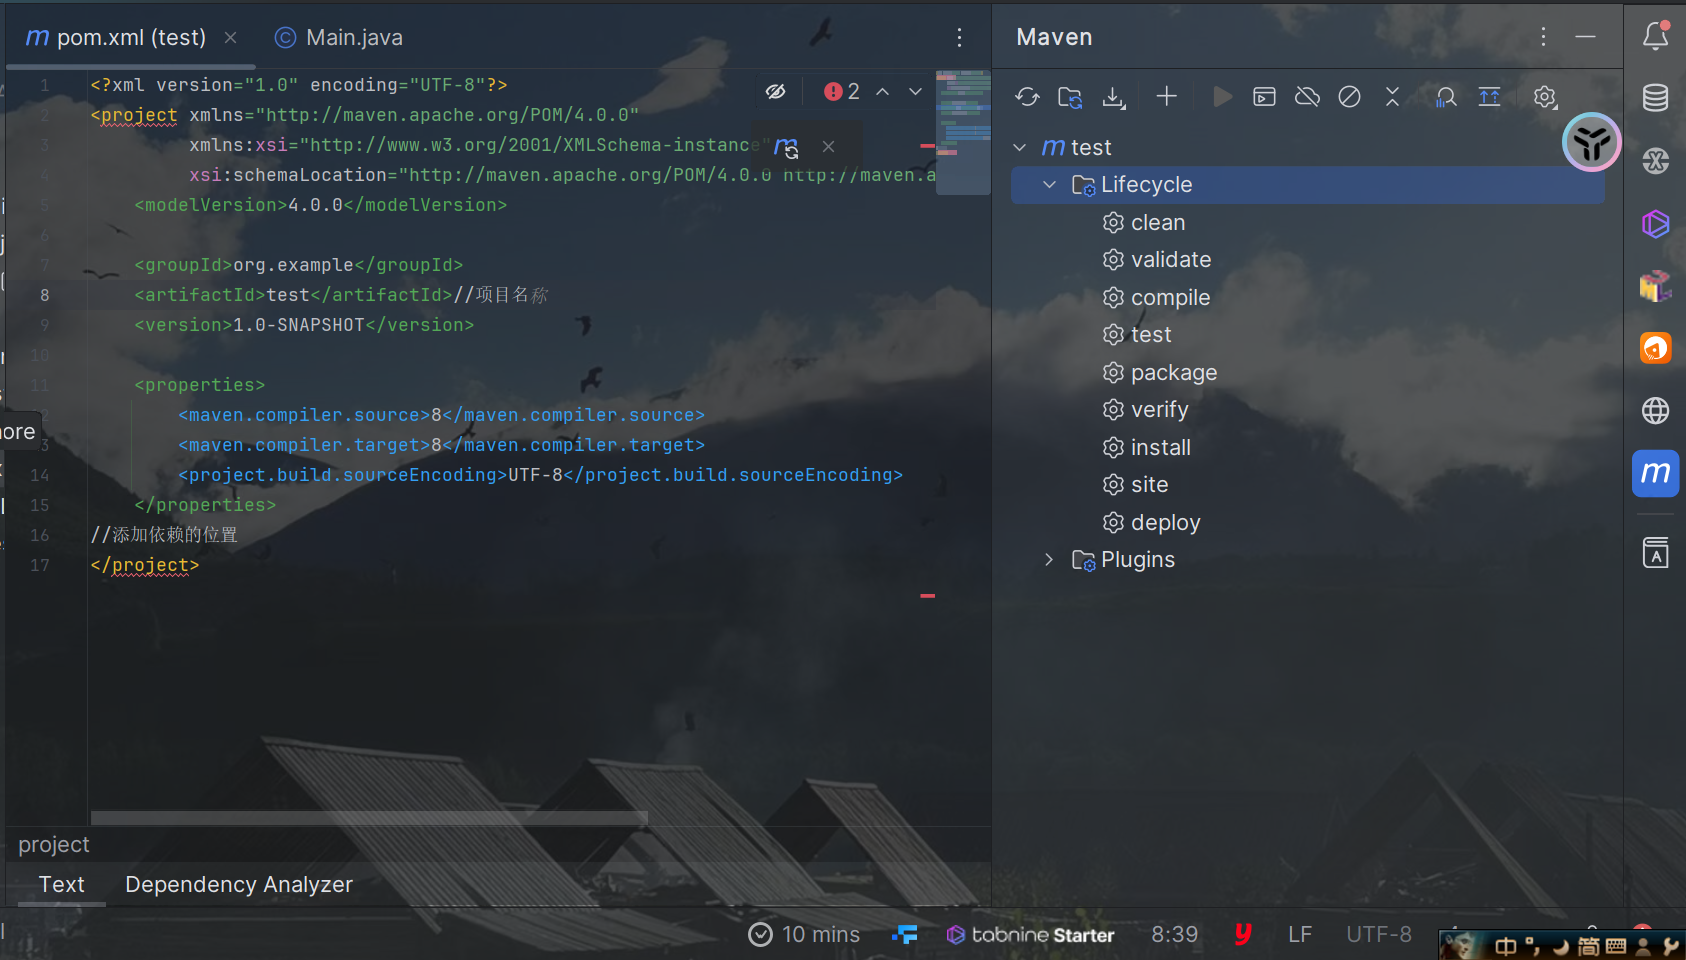 pom.xml (test)
Main.java
<?xml version="1.0" encoding="UTF-8"?>
2
<project xmlns="http://maven.apache.org/POM/4.0.0"
xmlns:xsi="http://www.w3.org/2001/XMLSchema-instance"
xsi:schemaLocation="http://maven.apache.org/POM/4.0.0 http://maven.a
<modelVersion>4.0.0</modelVersion>
<groupId>org.example</groupId>
<artifactId>test</artifactId>//项目名称
<version>1.0-SNAPSHOT</version>
<properties>
<maven.compiler.source>8</maven.compiler.source>
<maven.compiler.target>8</maven.compiler.target>
<project.build.sourceEncoding>UTF-8</project.build.sourceEncoding>
</properties>
//添加依赖的位置
</project>
1
2
3
4
5
6
7
8
9
10
11
14
15
16
17
project
Text
Dependency Analyzer
Maven
test
Lifecycle
clean
validate
compile
test
package
verify
install
site
deploy
Plugins
10 mins
tabnine Starter
8:39
LF
UTF-8
中 简